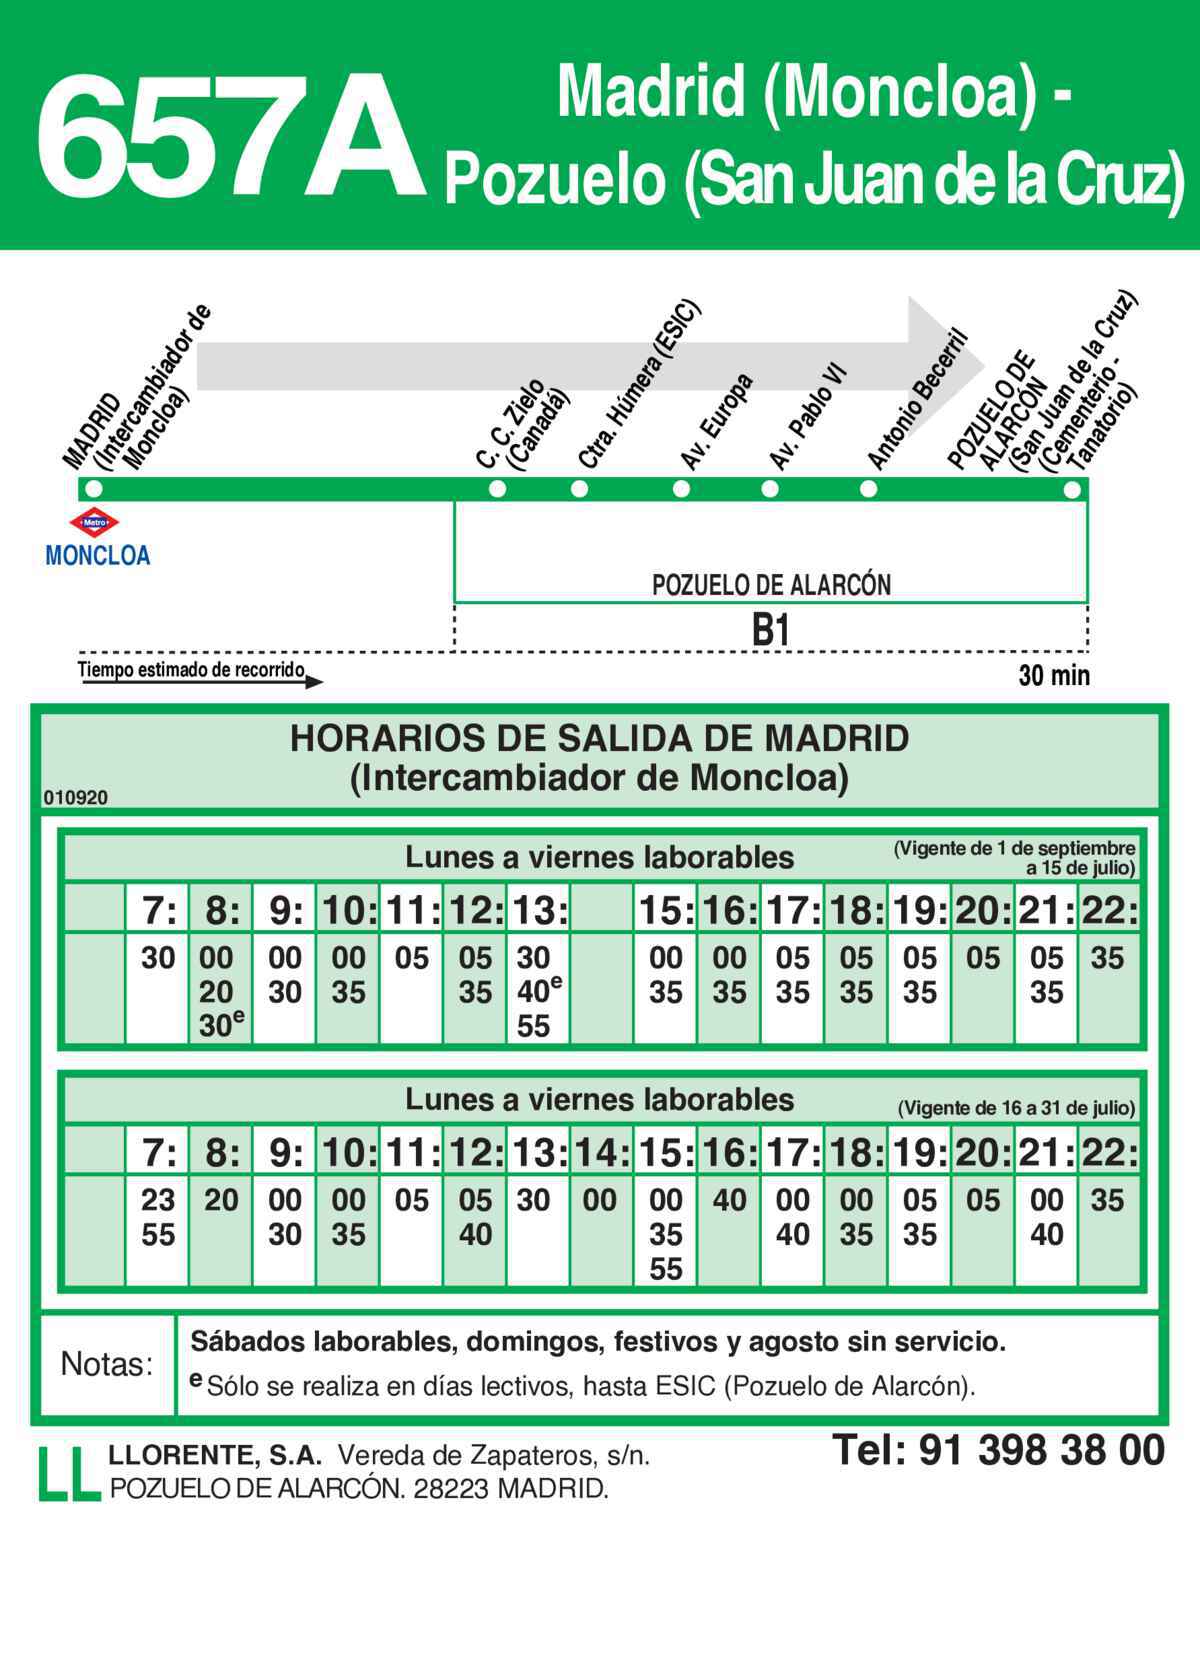 657A
Madrid (Moncloa) -
Pozuelo (San Juan de la Cruz)
MADRID
(Intercambiador de
Moncloa)
C. C. Zielo
(Canadá)
Ctra. Húmera (ESIC)
Av. Europa
Av. Pablo VI
Antonio Becerril
POZUELO DE
ALARCÓN
(San Juan de la Cruz)
(Cementerio -
Tanatorio)
Metro
MONCLOA
POZUELO DE ALARCÓN
B1
Tiempo estimado de recorrido
30 min
HORARIOS DE SALIDA DE MADRID
(Intercambiador de Moncloa)
010920
Lunes a viernes laborables
(Vigente de 1 de septiembre
a 15 de julio)
7: 8: 9: 10: 11: 12: 13: 15: 16: 17: 18: 19: 20: 21: 22:
30 00 00 00 05 05 30 00 00 05 05 05 05 05 35
20 30 35 35 40e 35 35 35 35 35 35
30e 55
Lunes a viernes laborables
(Vigente de 16 a 31 de julio)
7: 8: 9: 10: 11: 12: 13: 14: 15: 16: 17: 18: 19: 20: 21: 22:
23 20 00 00 05 05 30 00 00 40 00 00 05 05 00 35
55 30 35 40 35 40 35 35 40
55
Notas:
Sábados laborables, domingos, festivos y agosto sin servicio.
e Sólo se realiza en días lectivos, hasta ESIC (Pozuelo de Alarcón).
LL
LLORENTE, S.A. Vereda de Zapateros, s/n.
POZUELO DE ALARCÓN. 28223 MADRID.
Tel: 91 398 38 00